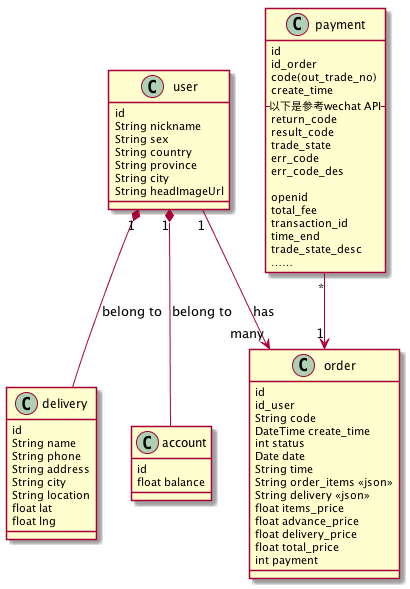 C payment
id
id_order
code(out_trade_no)
create_time
以下是参考wechat API
return_code
result_code
trade_state
err_code
err_code_des
openid
total_fee
transaction_id
time_end
trade_state_desc
......
C user
id
String nickname
String sex
String country
String province
String city
String headImageUrl
1
1
1
*
belong to
belong to
has
many
1
C delivery
id
String name
String phone
String address
String city
String location
float lat
float lng
C account
id
float balance
C order
id
id_user
String code
DateTime create_time
int status
Date date
String time
String order_items «json»
String delivery «json»
float items_price
float advance_price
float delivery_price
float total_price
int payment